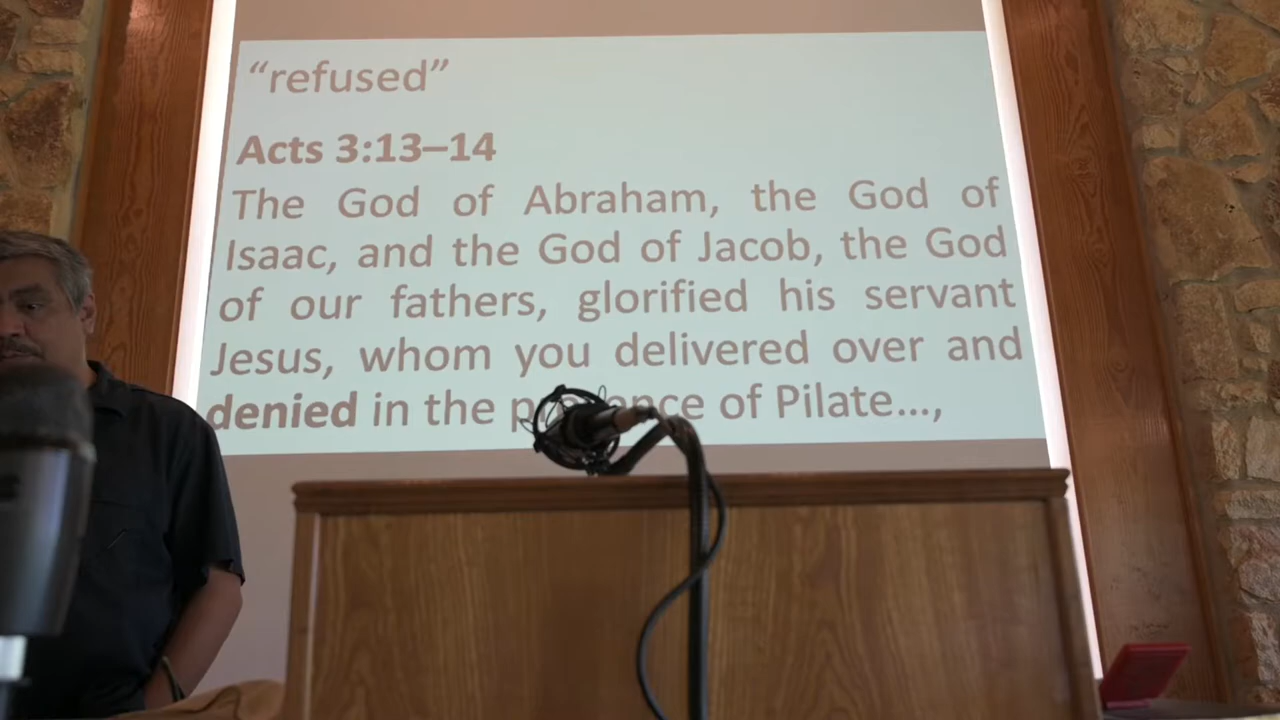 “refused”
Acts 3:13–14
The God of Abraham, the God of
Isaac, and the God of Jacob, the God
of our fathers, glorified his servant
Jesus, whom you delivered over and
denied in the of Pilate...,